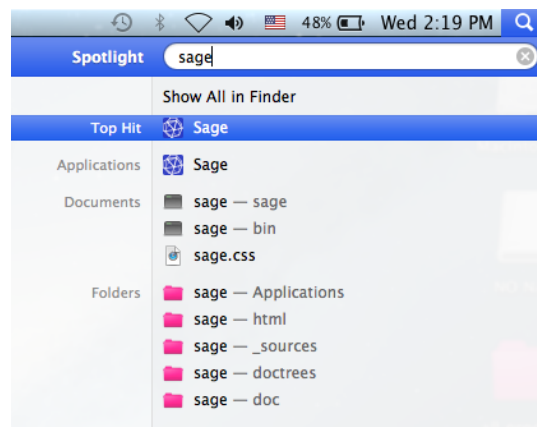 48% Wed 2:19 PM
Spotlight sage
Show All in Finder
Top Hit Sage
Applications Sage
Documents sage — sage
sage — bin
sage.css
Folders sage — Applications
sage — html
sage — _sources
sage — doctrees
sage — doc